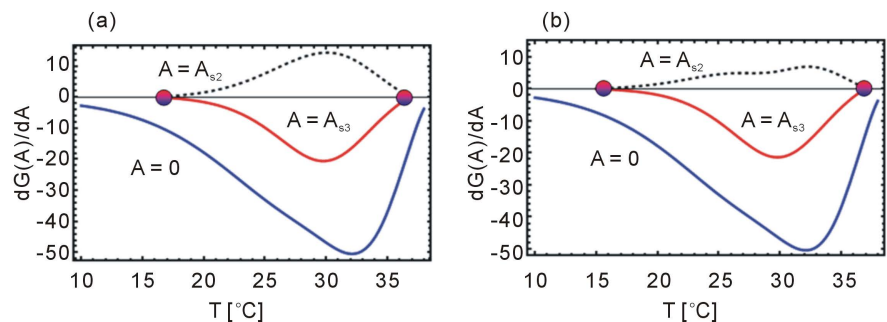 (a)
dG(A)/dA
10
0
-10
-20
-30
-40
-50
A = As2
A = As3
A = 0
10 15 20 25 30 35
T [°C]
(b)
dG(A)/dA
10
0
-10
-20
-30
-40
-50
A = As2
A = As3
A = 0
10 15 20 25 30 35
T [°C]